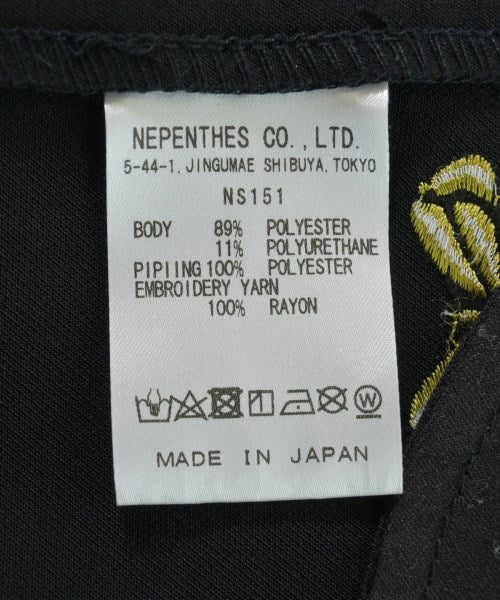 NEPENTHES CO., LTD.
5-44-1, JINGUMAE SHIBUYA, TOKYO
NS151
BODY 89% POLYESTER
11% POLYURETHANE
PIPIING 100% POLYESTER
EMBROIDERY YARN
100% RAYON
W
MADE IN JAPAN